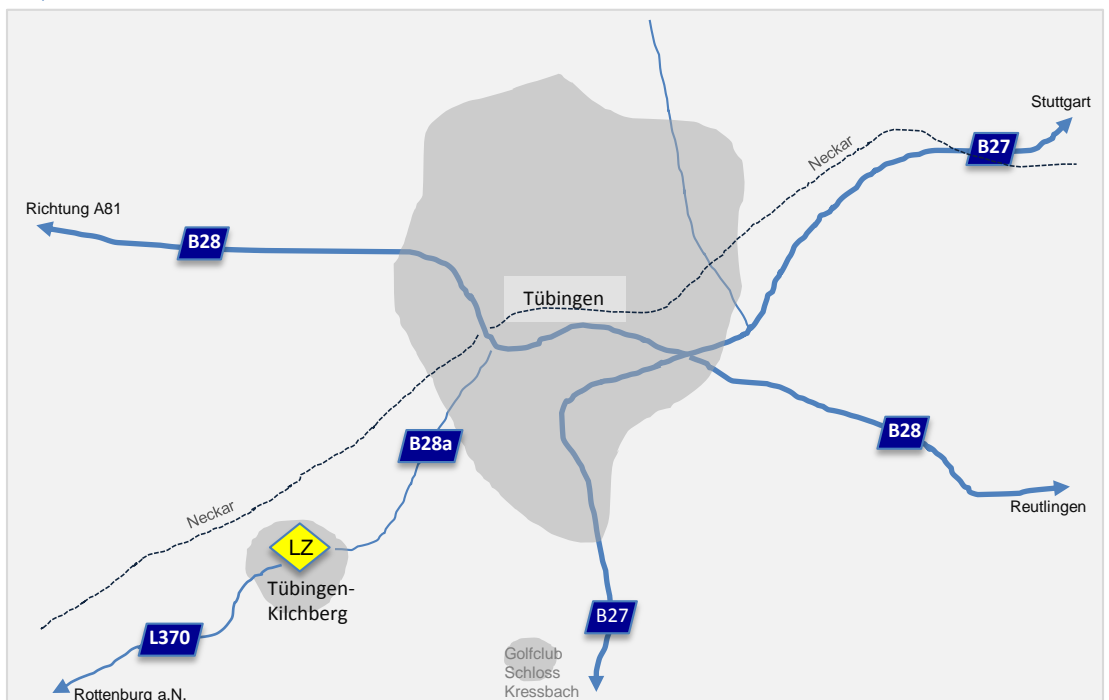 Stuttgart
B27
Neckar
Richtung A81
B28
Tübingen
B28a
B28
Reutlingen
Neckar
LZ
Tübingen-
Kilchberg
B27
L370
Golfclub
Schloss
Kressbach
Rottenburg a.N.